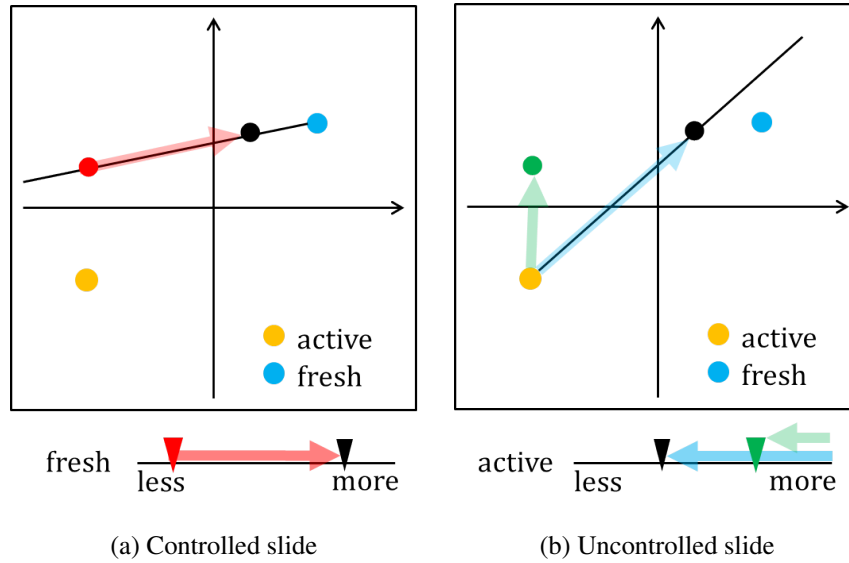 active
fresh
fresh
less
more
(a) Controlled slide
active
fresh
active
less
more
(b) Uncontrolled slide